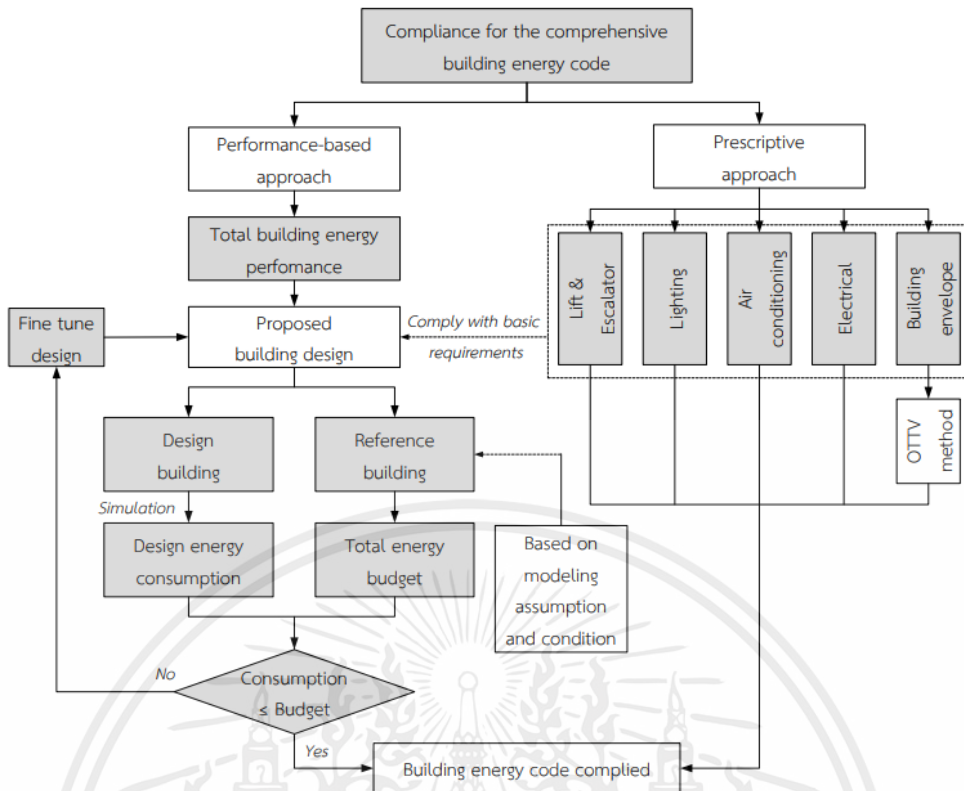 Compliance for the comprehensive
building energy code
Performance-based
approach
Prescriptive
approach
Total building energy
perfomance
Lift &
Escalator
Lighting
Air
conditioning
Electrical
Building
envelope
Fine tune
design
Proposed
building design
Comply with basic
requirements
OTTV
method
Design
building
Reference
building
Simulation
Design energy
consumption
Total energy
budget
Based on
modeling
assumption
and condition
No
Consumption
≤ Budget
Yes
Building energy code complied